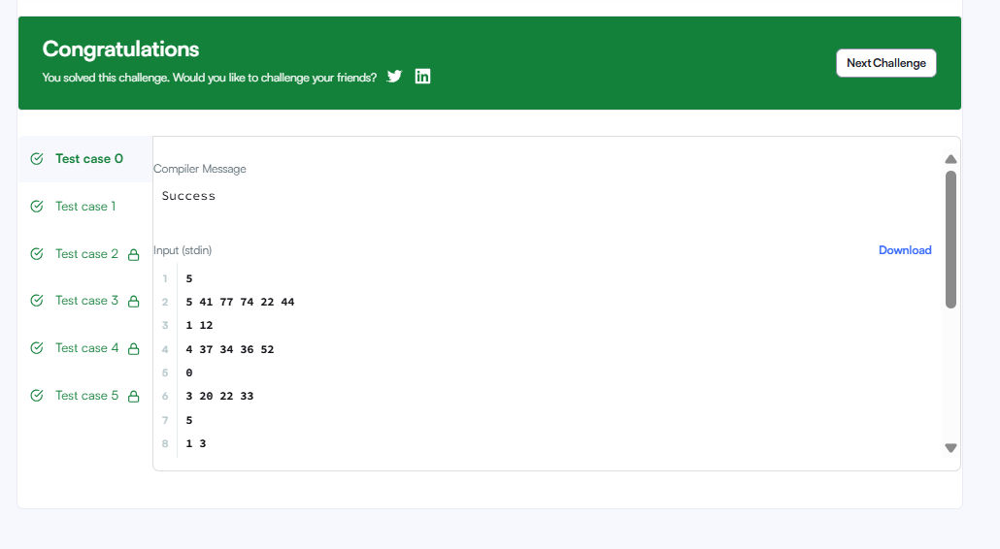 Congratulations
You solved this challenge. Would you like to challenge your friends?
Next Challenge
Test case 0
Test case 1
Test case 2
Test case 3
Test case 4
Test case 5
Compiler Message
Success
Input (stdin)
Download
1 5
2 5 41 77 74 22 44
3 1 12
4 4 37 34 36 52
5 0
6 3 20 22 33
7 5
8 1 3